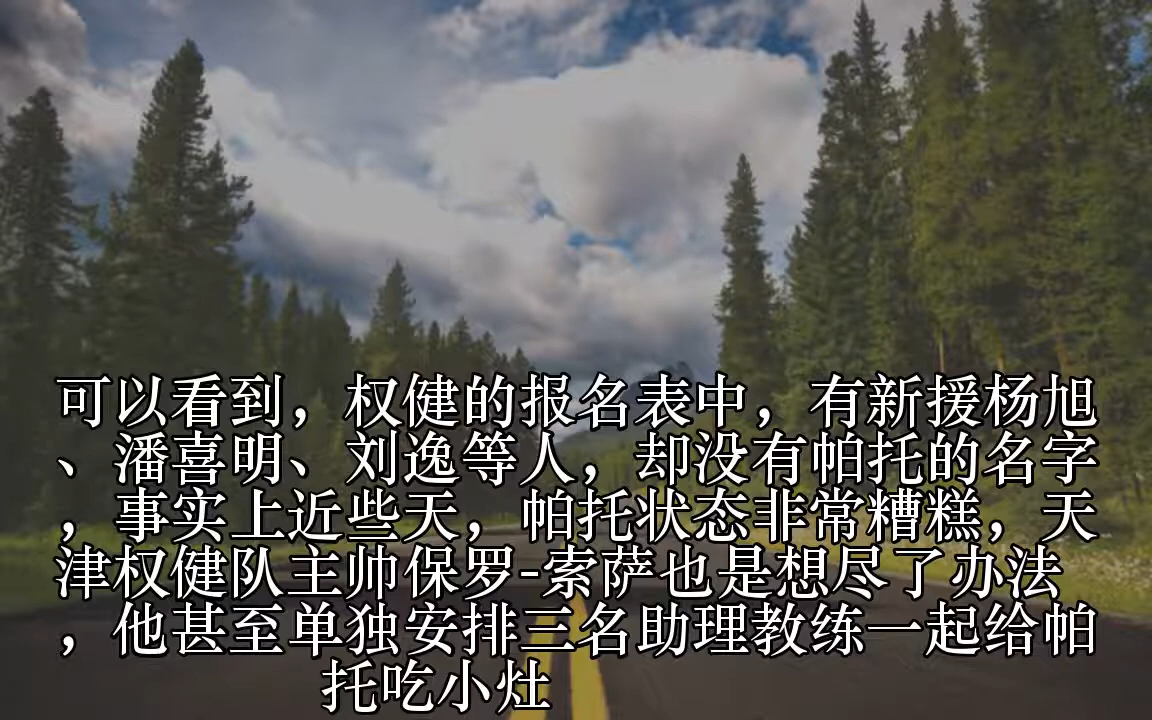 可以看到，权健的报名表中，有新援杨旭
、潘喜明、刘逸等人，却没有帕托的名字
，事实上近些天，帕托状态非常糟糕，天
津权健队主帅保罗-索萨也是想尽了办法
，他甚至单独安排三名助理教练一起给帕
托吃小灶